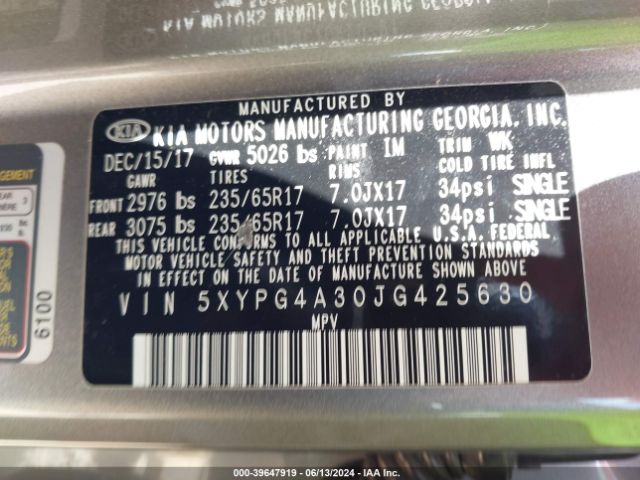 MANUFACTURED BY
KIA KIA MOTORS MANUFACTURING GEORGIA, INC.
DEC/15/17 GVWR 5026 lbs PAINT IM TRIM WK
GAWR TIRES RIMS COLD TIRE INFL
FRONT 2976 lbs 235/65R17 7.0JX17 34psi SINGLE
REAR 3075 lbs 235/65R17 7.0JX17 34psi SINGLE
THIS VEHICLE CONFORMS TO ALL APPLICABLE U.S.A. FEDERAL
MOTOR VEHICLE SAFETY AND THEFT PREVENTION STANDARDS
IN EFFECT ON THE DATE OF MANUFACTURE SHOWN ABOVE
VIN 5XYPG4A30JG425630
MPV
6100
000-39647919 - 06/13/2024 - IAA Inc.